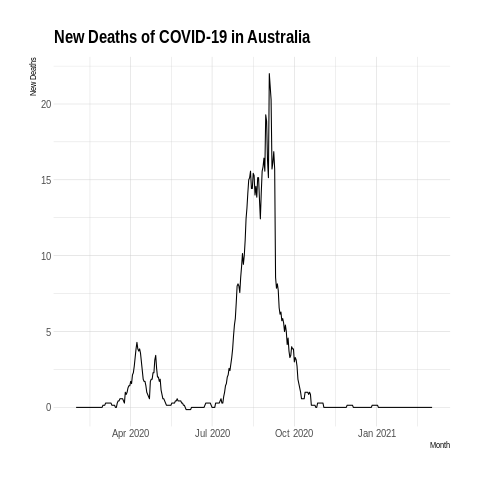 New Deaths of COVID-19 in Australia
New Deaths
20
15
10
5
0
Apr 2020 Jul 2020 Oct 2020 Jan 2021
Month